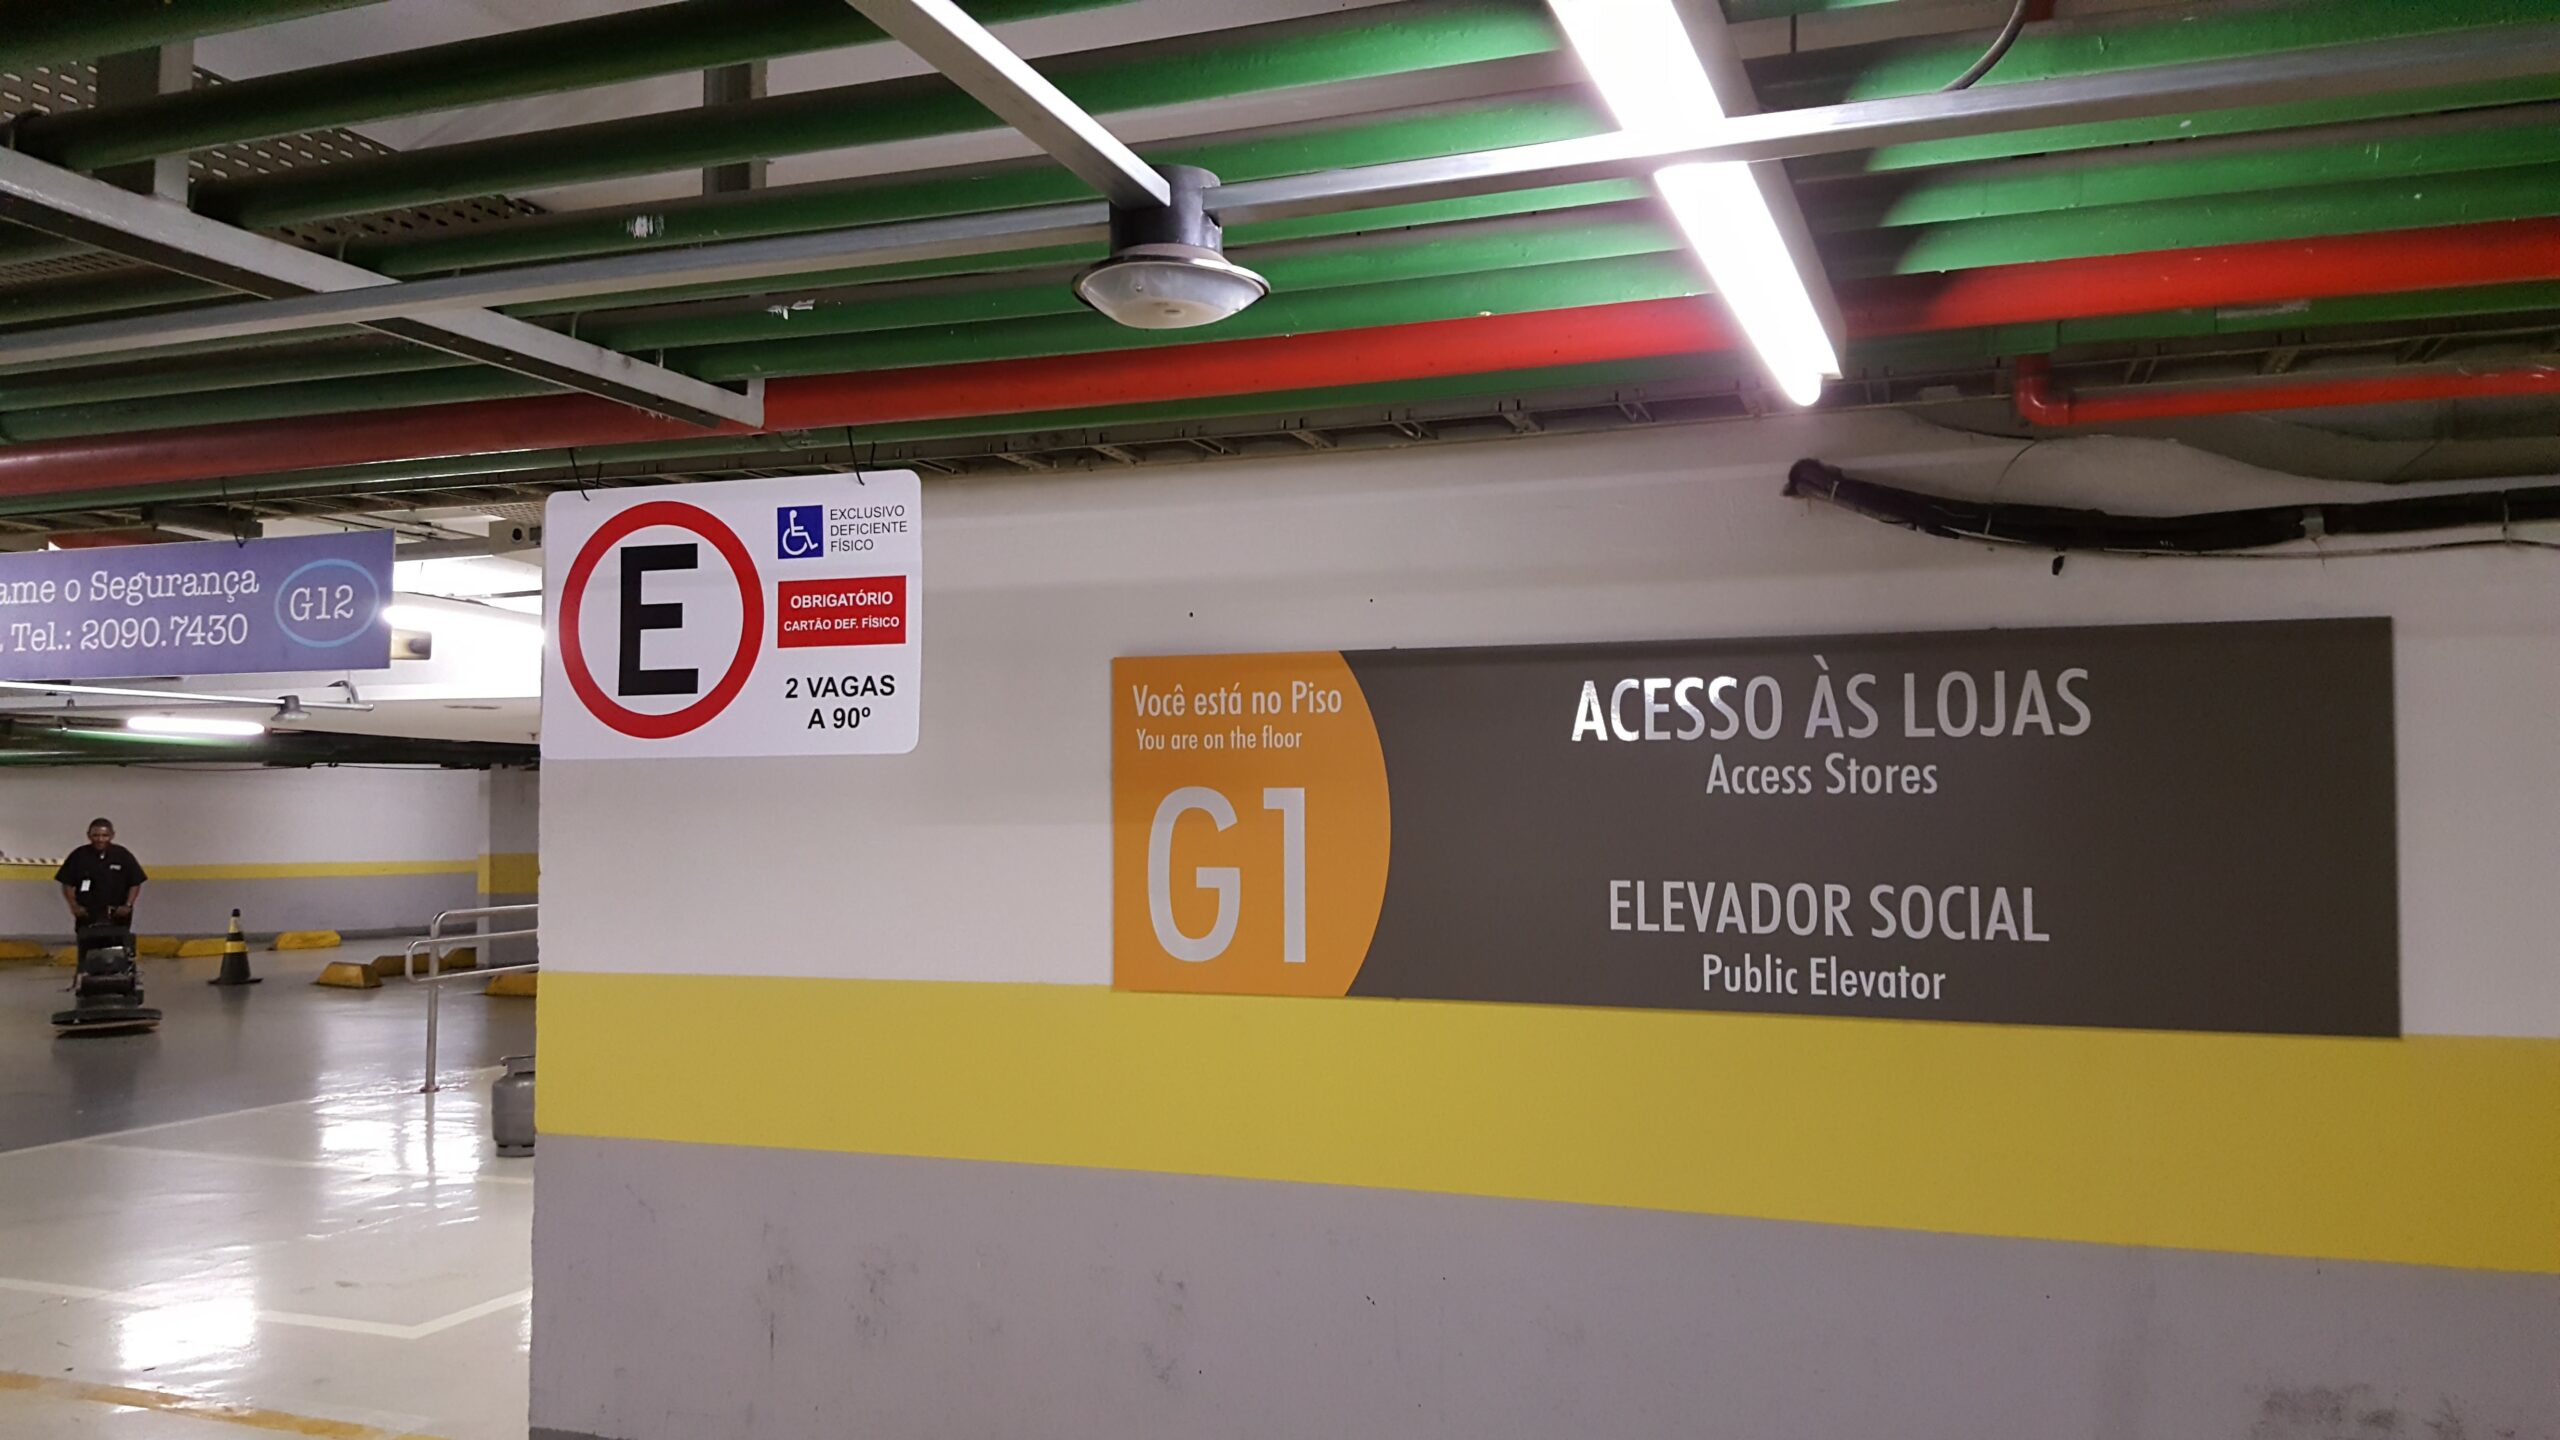 o Segurança
Tel.: 2090.7430
G12
E
EXCLUSIVO
DEFICIENTE
FÍSICO
OBRIGATÓRIO
CARTÃO DEF. FÍSICO
2 VAGAS
A 90º
Você está no Piso
You are on the floor
G1
ACESSO ÀS LOJAS
Access Stores
ELEVADOR SOCIAL
Public Elevator